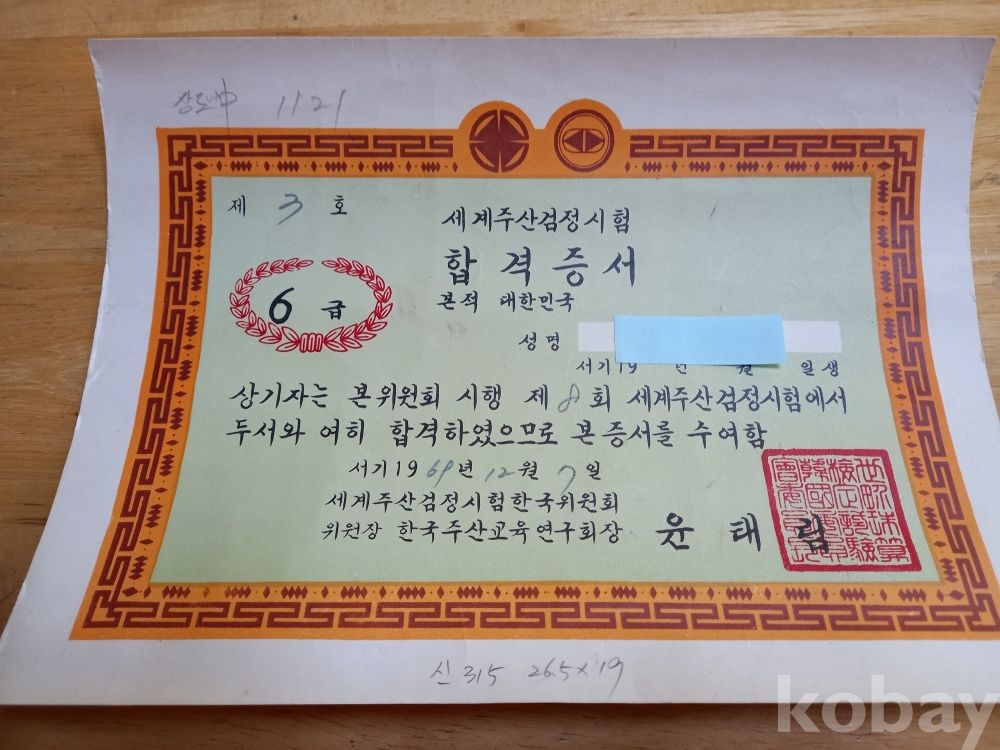 상도中 1121
제 3 호
세계주산검정시험
합격증서
6 급
본적 대한민국
성명
서기 19 년 월 일생
상기자는 본위원회 시행 제 8 회 세계주산검정시험에서
두서와 여히 합격하였으므로 본증서를 수여함
서기 1969년 12월 7일
세계주산검정시험한국위원회
위원장 한국주산교육연구회장 윤태림
신 315 26.5×19
kobay